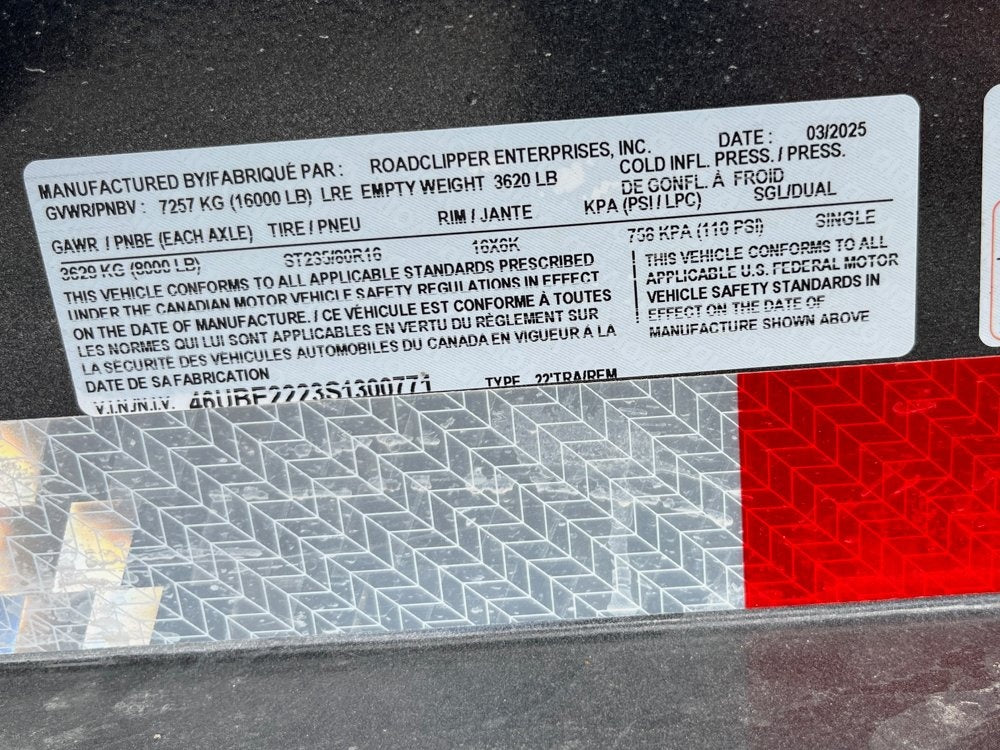 MANUFACTURED BY/FABRIQUÉ PAR : ROADCLIPPER ENTERPRISES, INC. DATE : 03/2025
GVWR/PNBV : 7257 KG (16000 LB) LRE EMPTY WEIGHT 3620 LB COLD INFL. PRESS. / PRESS.
DE GONFL. À FROID
GAWR / PNBE (EACH AXLE) TIRE / PNEU RIM / JANTE KPA (PSI / LPC) SGL/DUAL
3629 KG (8000 LB) ST235/80R16 16X6K 758 KPA (110 PSI) SINGLE
THIS VEHICLE CONFORMS TO ALL APPLICABLE STANDARDS PRESCRIBED
UNDER THE CANADIAN MOTOR VEHICLE SAFETY REGULATIONS IN EFFECT
ON THE DATE OF MANUFACTURE. / CE VÉHICULE EST CONFORME À TOUTES
LES NORMES QUI LUI SONT APPLICABLES EN VERTU DU RÈGLEMENT SUR
LA SÉCURITÉ DES VÉHICULES AUTOMOBILES DU CANADA EN VIGUEUR À LA
DATE DE SA FABRICATION
THIS VEHICLE CONFORMS TO ALL
APPLICABLE U.S. FEDERAL MOTOR
VEHICLE SAFETY STANDARDS IN
EFFECT ON THE DATE OF
MANUFACTURE SHOWN ABOVE
V.I.N./N.I.V. 46UBF2223S1300771 TYPE 22'TRA/REM